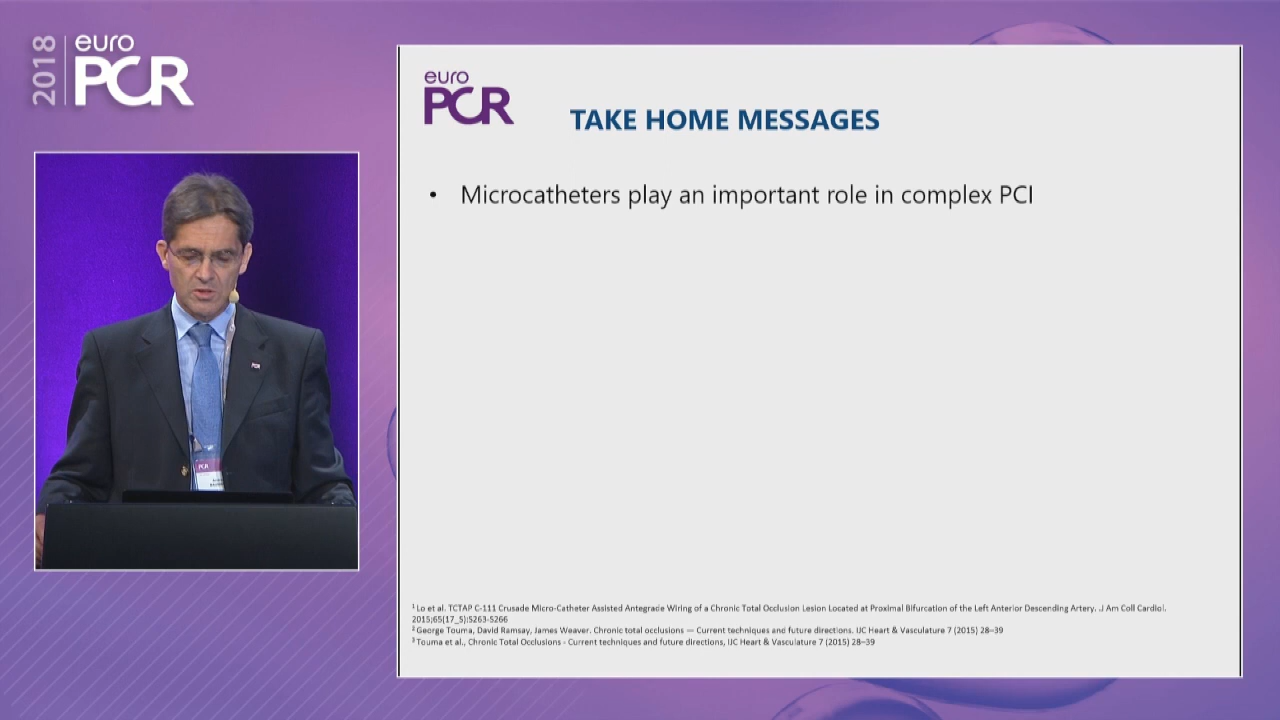 2018
euro
PCR
euro
PCR
TAKE HOME MESSAGES
• Microcatheters play an important role in complex PCI
PCR
1 Lo et al. TCTAP C-111 Crusade Micro-Catheter Assisted Antegrade Wiring of a Chronic Total Occlusion Lesion Located at Proximal Bifurcation of the Left Anterior Descending Artery. J Am Coll Cardiol.
2015;65(17_S):S263-S266
2 George Touma, David Ramsay, James Weaver. Chronic total occlusions — Current techniques and future directions. IJC Heart & Vasculature 7 (2015) 28–39
3 Touma et al., Chronic Total Occlusions - Current techniques and future directions, IJC Heart & Vasculature 7 (2015) 28–39